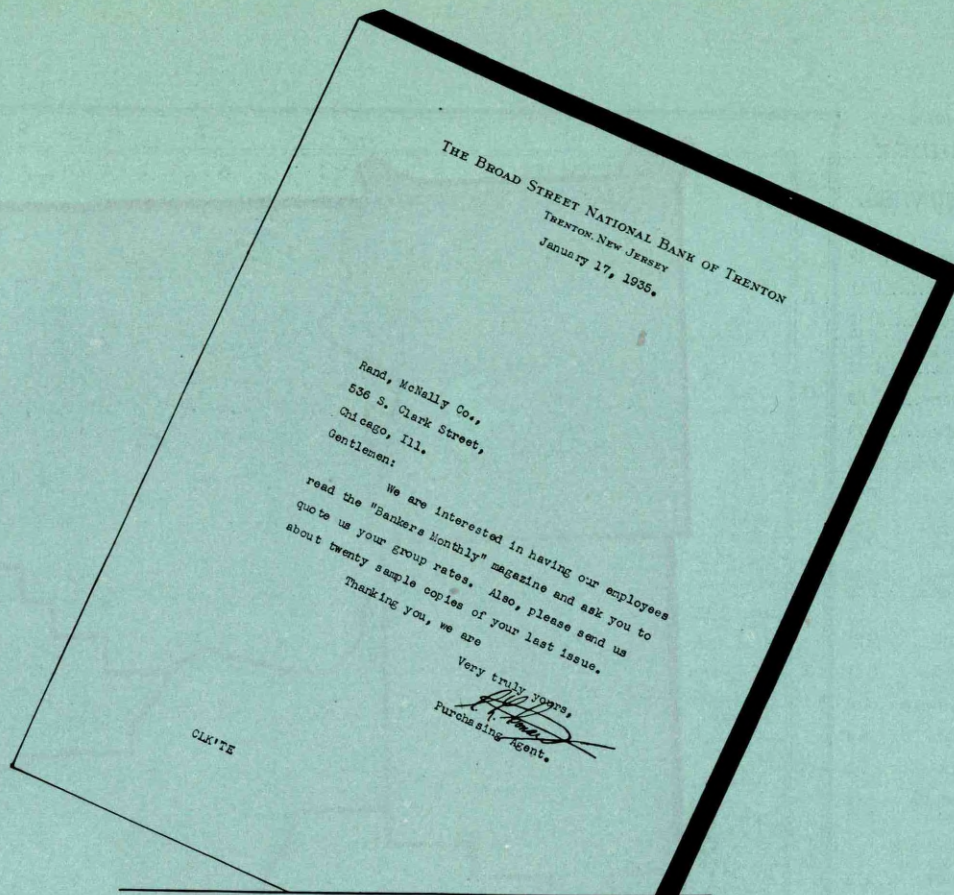 THE BROAD STREET NATIONAL BANK OF TRENTON
TRENTON, NEW JERSEY
January 17, 1935.
Rand, McNally Co.,
536 S. Clark Street,
Chicago, Ill.
Gentlemen:
We are interested in having our employees
read the "Bankers Monthly" magazine and ask you to
quote us your group rates. Also, please send us
about twenty sample copies of your last issue.
Thanking you, we are
Very truly yours,
Purchasing Agent.
CLK'TE